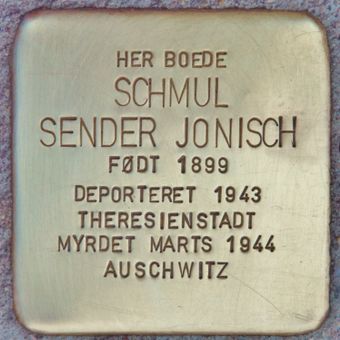 HER BOEDE
SCHMUL
SENDER JONISCH
FØDT 1899
DEPORTERET 1943
THERESIENSTADT
MYRDET MARTS 1944
AUSCHWITZ